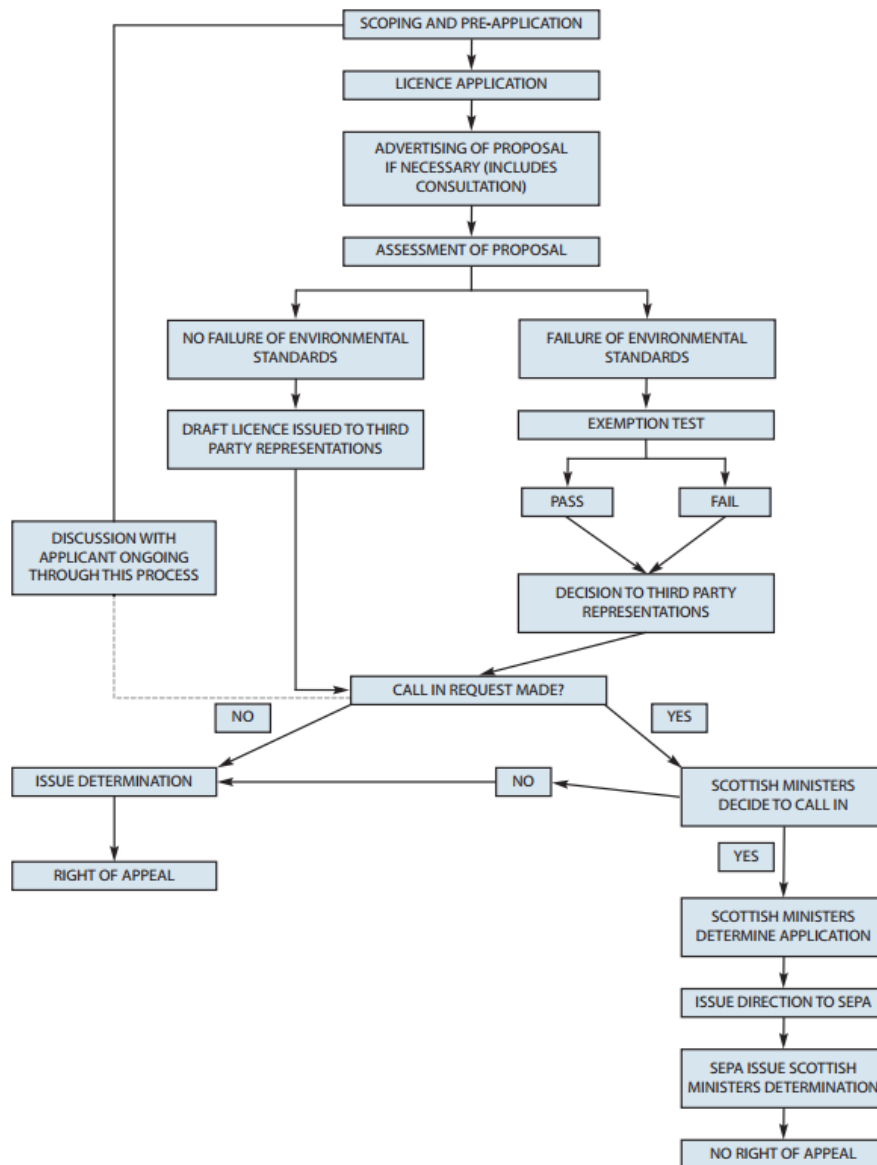 SCOPING AND PRE-APPLICATION
LICENCE APPLICATION
ADVERTISING OF PROPOSAL
IF NECESSARY (INCLUDES
CONSULTATION)
ASSESSMENT OF PROPOSAL
NO FAILURE OF ENVIRONMENTAL
STANDARDS
FAILURE OF ENVIRONMENTAL
STANDARDS
DRAFT LICENCE ISSUED TO THIRD
PARTY REPRESENTATIONS
EXEMPTION TEST
PASS
FAIL
DISCUSSION WITH
APPLICANT ONGOING
THROUGH THIS PROCESS
DECISION TO THIRD PARTY
REPRESENTATIONS
CALL IN REQUEST MADE?
NO
YES
ISSUE DETERMINATION
NO
SCOTTISH MINISTERS
DECIDE TO CALL IN
YES
RIGHT OF APPEAL
SCOTTISH MINISTERS
DETERMINE APPLICATION
ISSUE DIRECTION TO SEPA
SEPA ISSUE SCOTTISH
MINISTERS DETERMINATION
NO RIGHT OF APPEAL